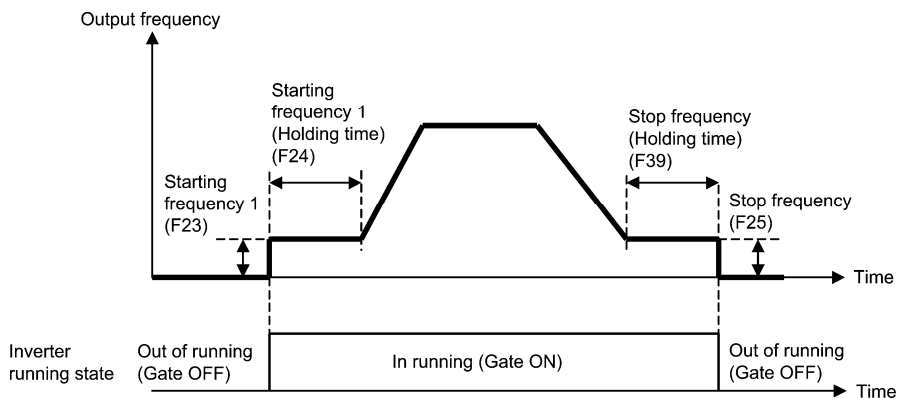 Output frequency
Starting
frequency 1
(Holding time)
(F24)
Stop frequency
(Holding time)
(F39)
Starting
frequency 1
(F23)
Stop frequency
(F25)
Time
Inverter
running state
Out of running
(Gate OFF)
In running (Gate ON)
Out of running
(Gate OFF)
Time